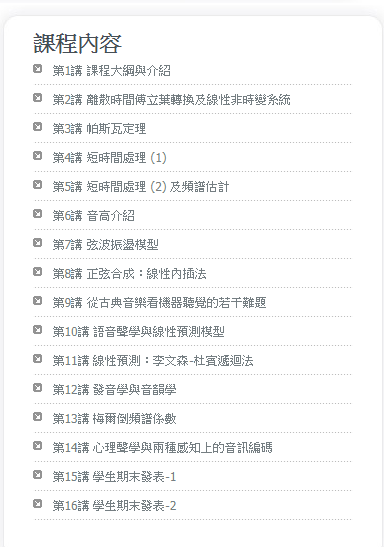 課程內容
第1講 課程大綱與介紹
第2講 離散時間傅立葉轉換及線性非時變系統
第3講 帕斯瓦定理
第4講 短時間處理 (1)
第5講 短時間處理 (2) 及頻譜估計
第6講 音高介紹
第7講 弦波振盪模型
第8講 正弦合成：線性內插法
第9講 從古典音樂看機器聽覺的若干難題
第10講 語音聲學與線性預測模型
第11講 線性預測：李文森-杜賓遞迴法
第12講 發音學與音韻學
第13講 梅爾倒頻譜係數
第14講 心理聲學與兩種感知上的音訊編碼
第15講 學生期末發表-1
第16講 學生期末發表-2